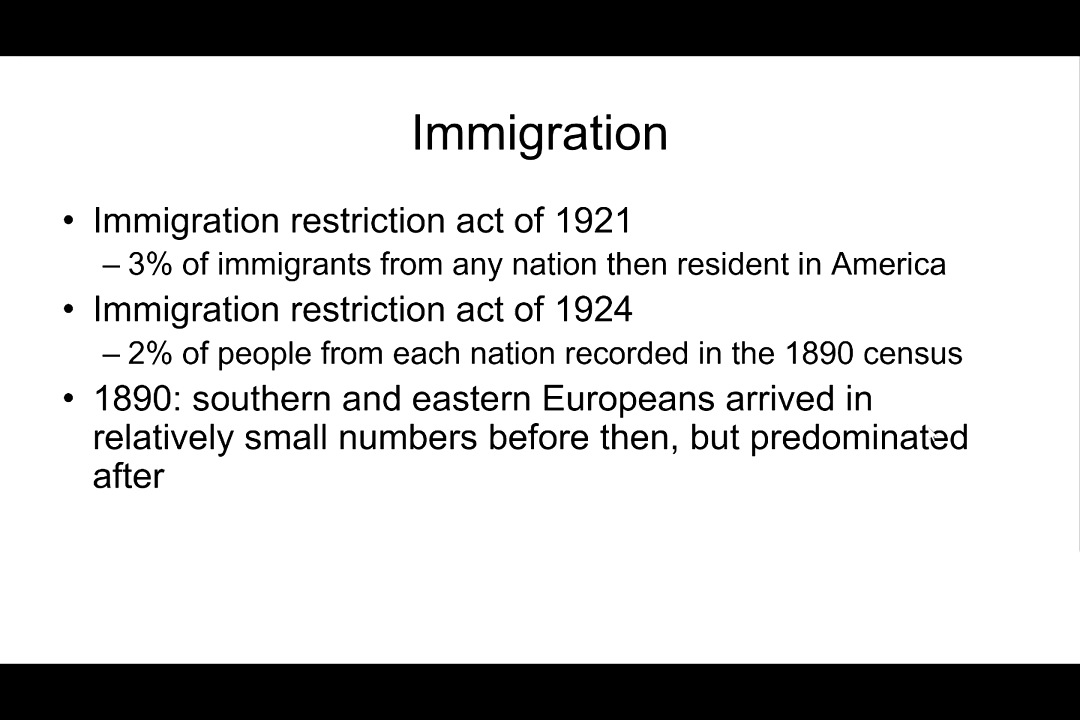 Immigration
• Immigration restriction act of 1921
– 3% of immigrants from any nation then resident in America
• Immigration restriction act of 1924
– 2% of people from each nation recorded in the 1890 census
• 1890: southern and eastern Europeans arrived in
relatively small numbers before then, but predominated
after